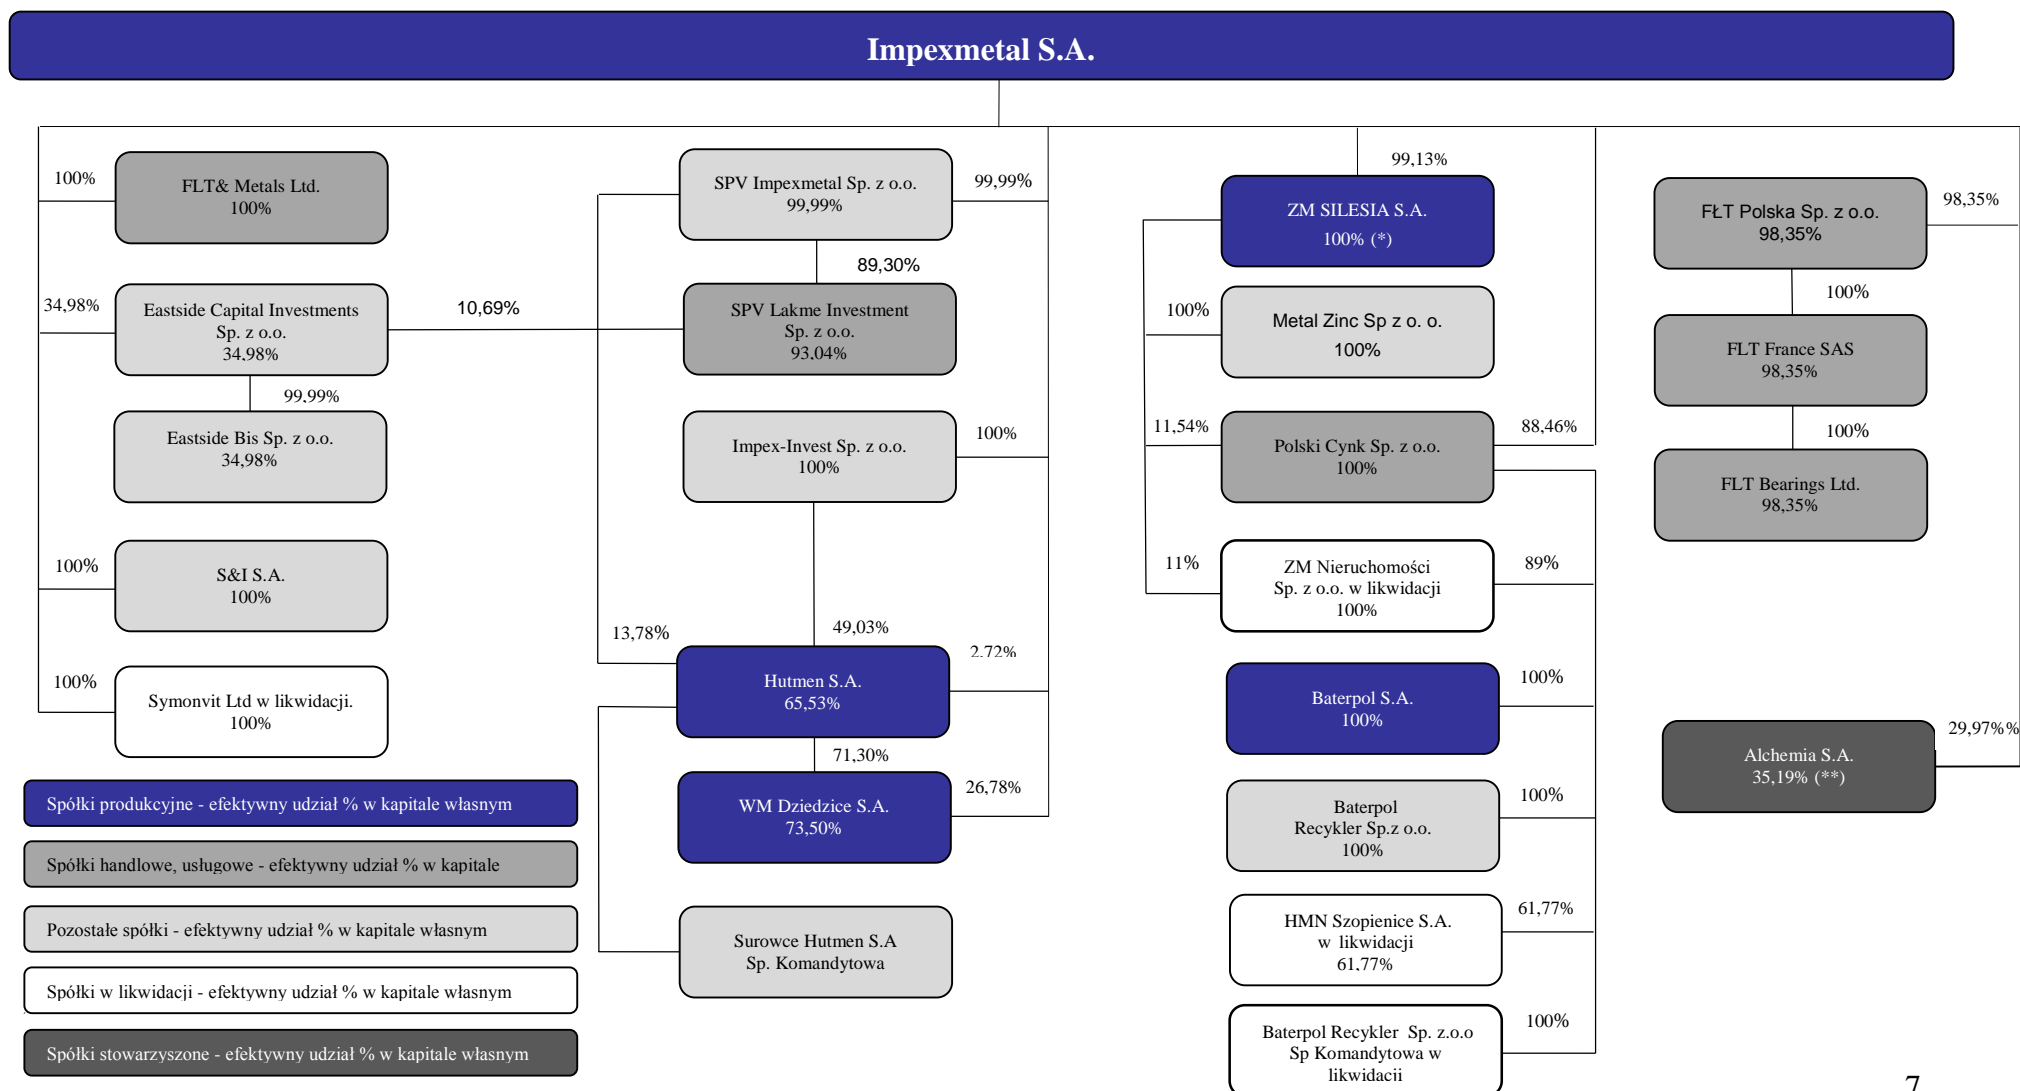 Impexmetal S.A.
100%
FLT& Metals Ltd.
100%
34,98%
Eastside Capital Investments
Sp. z o.o.
34,98%
10,69%
99,99%
Eastside Bis Sp. z o.o.
34,98%
100%
S&I S.A.
100%
100%
Symonvit Ltd w likwidacji.
100%
SPV Impexmetal Sp. z o.o.
99,99%
99,99%
89,30%
SPV Lakme Investment
Sp. z o.o.
93,04%
Impex-Invest Sp. z o.o.
100%
100%
13,78%
49,03%
2,72%
Hutmen S.A.
65,53%
71,30%
WM Dziedzice S.A.
73,50%
26,78%
Surowce Hutmen S.A
Sp. Komandytowa
99,13%
ZM SILESIA S.A.
100% (*)
100%
Metal Zinc Sp z o. o.
100%
11,54%
Polski Cynk Sp. z o.o.
100%
88,46%
11%
ZM Nieruchomości
Sp. z o.o. w likwidacji
100%
89%
Baterpol S.A.
100%
100%
Baterpol
Recykler Sp.z o.o.
100%
100%
HMN Szopienice S.A.
w likwidacji
61,77%
61,77%
Baterpol Recykler Sp. z.o.o
Sp Komandytowa w
likwidacji
100%
FŁT Polska Sp. z o.o.
98,35%
98,35%
100%
FLT France SAS
98,35%
100%
FLT Bearings Ltd.
98,35%
Alchemia S.A.
35,19% (**)
29,97%%
Spółki produkcyjne - efektywny udział % w kapitale własnym
Spółki handlowe, usługowe - efektywny udział % w kapitale
Pozostałe spółki - efektywny udział % w kapitale własnym
Spółki w likwidacji - efektywny udział % w kapitale własnym
Spółki stowarzyszone - efektywny udział % w kapitale własnym
7